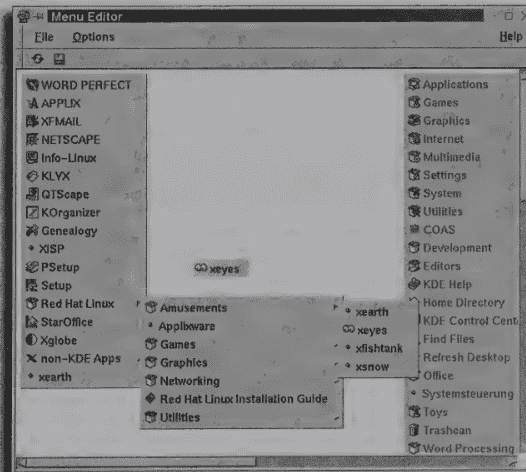 Menu Editor
File Options Help
WORD PERFECT
APPLIX
XFMAIL
NETSCAPE
Info-Linux
KLYX
QTScape
KOrganizer
Genealogy
XISP
PSetup
Setup
Red Hat Linux
StarOffice
Xglobe
non-KDE Apps
xearth
xeyes
Amusements
Applixware
Games
Graphics
Networking
Red Hat Linux Installation Guide
Utilities
xearth
xeyes
xfishtank
xsnow
Applications
Games
Graphics
Internet
Multimedia
Settings
System
Utilities
COAS
Development
Editors
KDE Help
Home Directory
KDE Control Cent
Find Files
Refresh Desktop
Office
Systemsteuerung
Toys
Trashcan
Word Processing